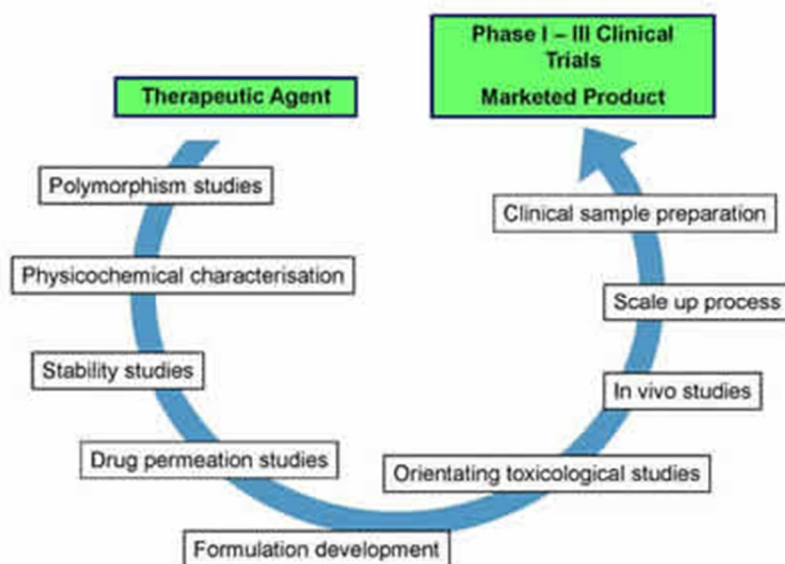 Therapeutic Agent
Polymorphism studies
Physicochemical characterisation
Stability studies
Drug permeation studies
Formulation development
Orientating toxicological studies
In vivo studies
Scale up process
Clinical sample preparation
Phase I – III Clinical
Trials
Marketed Product